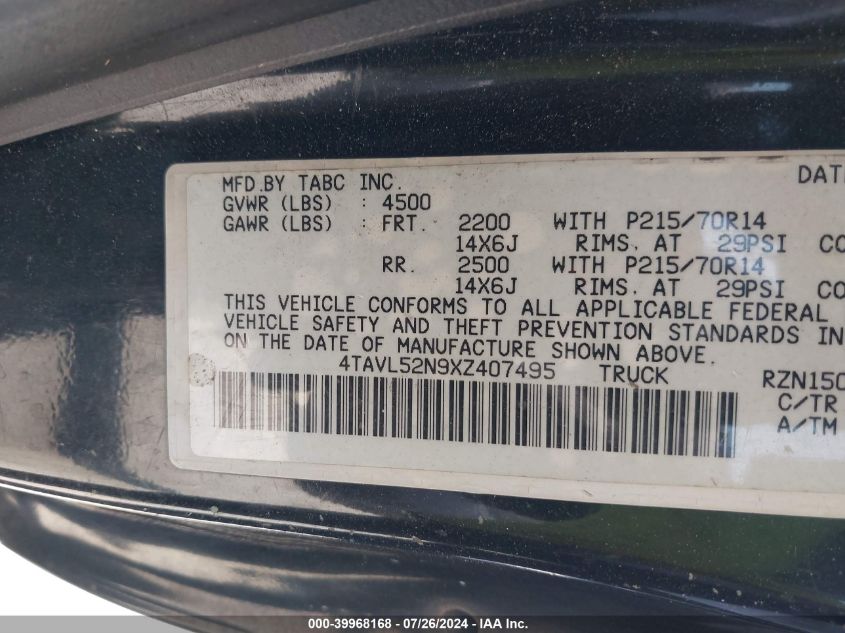 MFD.BY TABC INC. DATE
GVWR (LBS) : 4500
GAWR (LBS) : FRT. 2200 WITH P215/70R14
14X6J RIMS. AT 29PSI CO
RR. 2500 WITH P215/70R14
14X6J RIMS. AT 29PSI CO
THIS VEHICLE CONFORMS TO ALL APPLICABLE FEDERAL
VEHICLE SAFETY AND THEFT PREVENTION STANDARDS IN
ON THE DATE OF MANUFACTURE SHOWN ABOVE.
4TAVL52N9XZ407495 TRUCK RZN150
C/TR
A/TM
000-39968168 - 07/26/2024 - IAAI.com